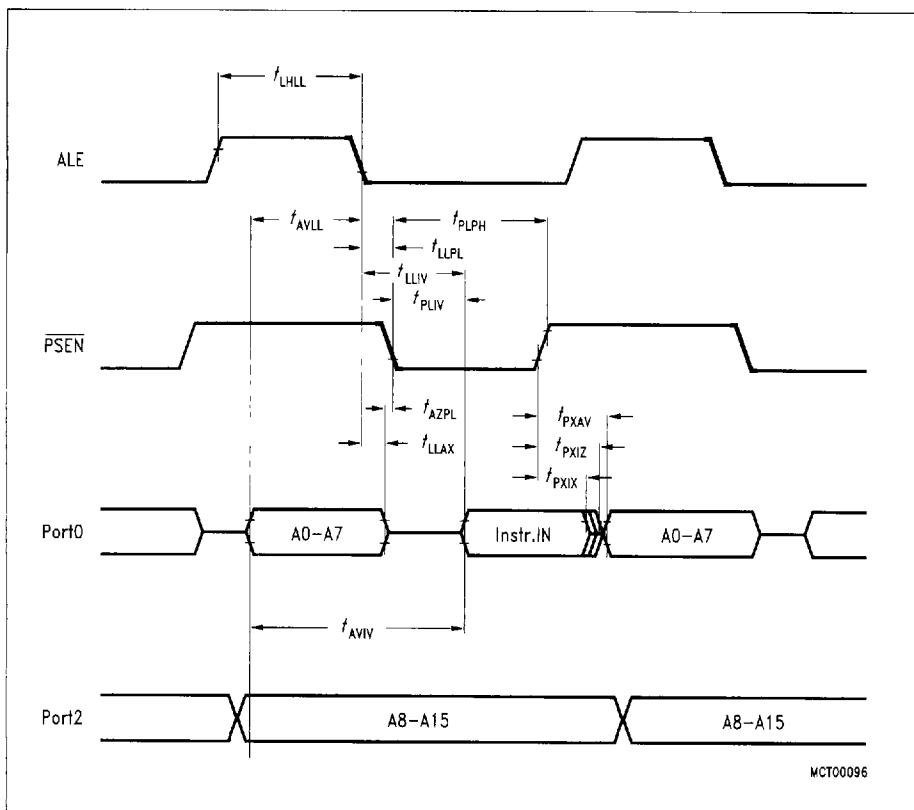 tLHLL
ALE
tAVLL
tPLPH
tLLPL
tLLIV
tPLIV
PSEN
tAZPL
tPXAV
tLLAX
tPXIZ
tPXIX
Port0
A0-A7
Instr.IN
A0-A7
tAVIV
Port2
A8-A15
A8-A15
MCT00096